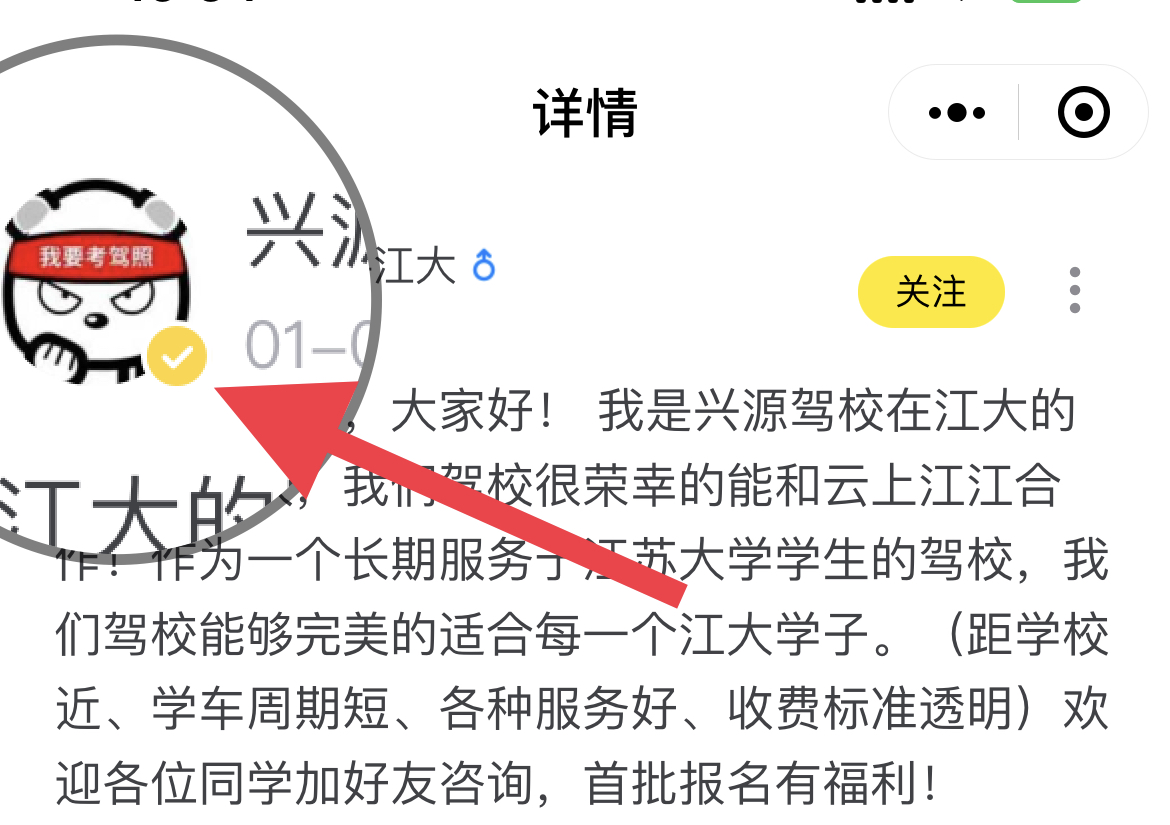 详情
我要考驾照
兴源
江大
关注
01-0
，大家好！ 我是兴源驾校在江大的
江大的
，我们驾校很荣幸的能和云上江江合
作！作为一个长期服务于江苏大学学生的驾校，我
们驾校能够完美的适合每一个江大学子。（距学校
近、学车周期短、各种服务好、收费标准透明）欢
迎各位同学加好友咨询，首批报名有福利！